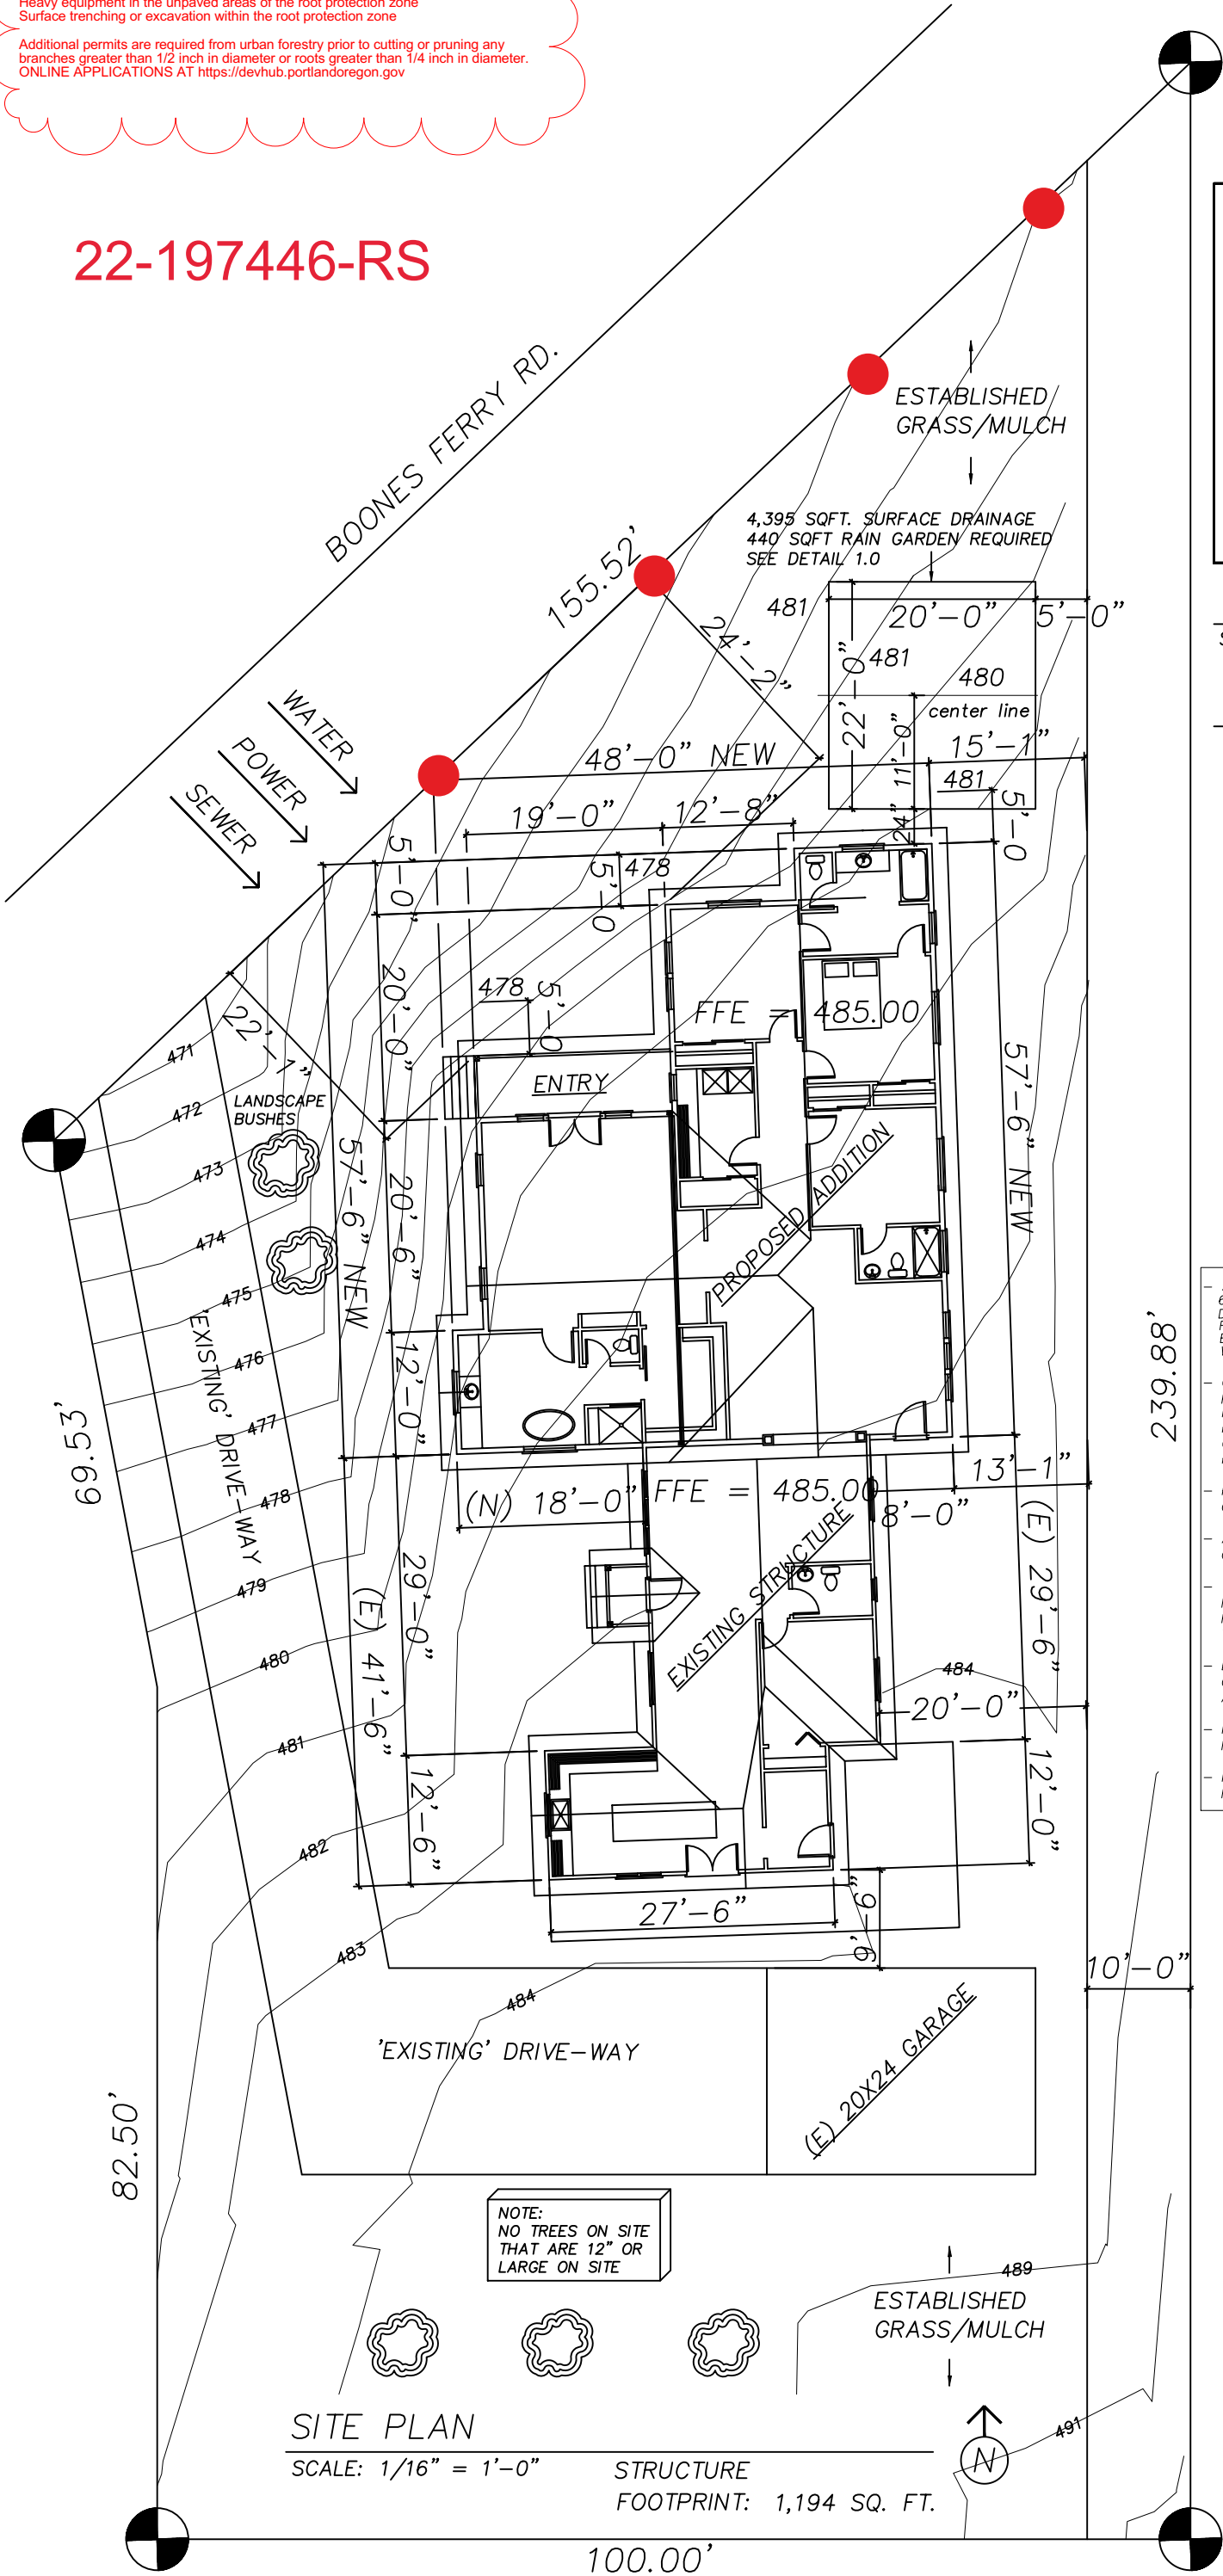 Heavy equipment in the unpaved areas of the root protection zone
Surface trenching or excavation within the root protection zone
Additional permits are required from urban forestry prior to cutting or pruning any
branches greater than 1/2 inch in diameter or roots greater than 1/4 inch in diameter.
ONLINE APPLICATIONS AT https://devhub.portlandoregon.gov
22-197446-RS
BOONES FERRY RD.
155.52'
ESTABLISHED
GRASS/MULCH
4,395 SQFT. SURFACE DRAINAGE
440 SQFT RAIN GARDEN REQUIRED
SEE DETAIL 1.0
481
20'-0"
5'-0"
24'-2"
22'-0"
481
480
center line
11'-0"
15'-1"
481
24"
5'-0
WATER
POWER
SEWER
48'-0" NEW
19'-0"
12'-8"
5'-0"
5'-0
478
20'-0"
478
5'-0
FFE = 485.00
22'-1"
ENTRY
471
472
473
474
475
476
477
478
479
480
481
482
483
484
LANDSCAPE
BUSHES
57'-6" NEW
20'-6"
PROPOSED ADDITION
57'-6" NEW
239.88'
'EXISTING' DRIVE-WAY
12'-0"
69.53'
13'-1"
(N) 18'-0"
FFE = 485.00
8'-0"
EXISTING STRUCTURE
(E) 29'-6"
29'-0"
(E) 41'-6"
484
20'-0"
12'-0"
12'-6"
27'-6"
9'-6"
10'-0"
'EXISTING' DRIVE-WAY
(E) 20X24 GARAGE
82.50'
NOTE:
NO TREES ON SITE
THAT ARE 12" OR
LARGE ON SITE
489
ESTABLISHED
GRASS/MULCH
491
N
SITE PLAN
SCALE: 1/16" = 1'-0"
STRUCTURE
FOOTPRINT: 1,194 SQ. FT.
100.00'